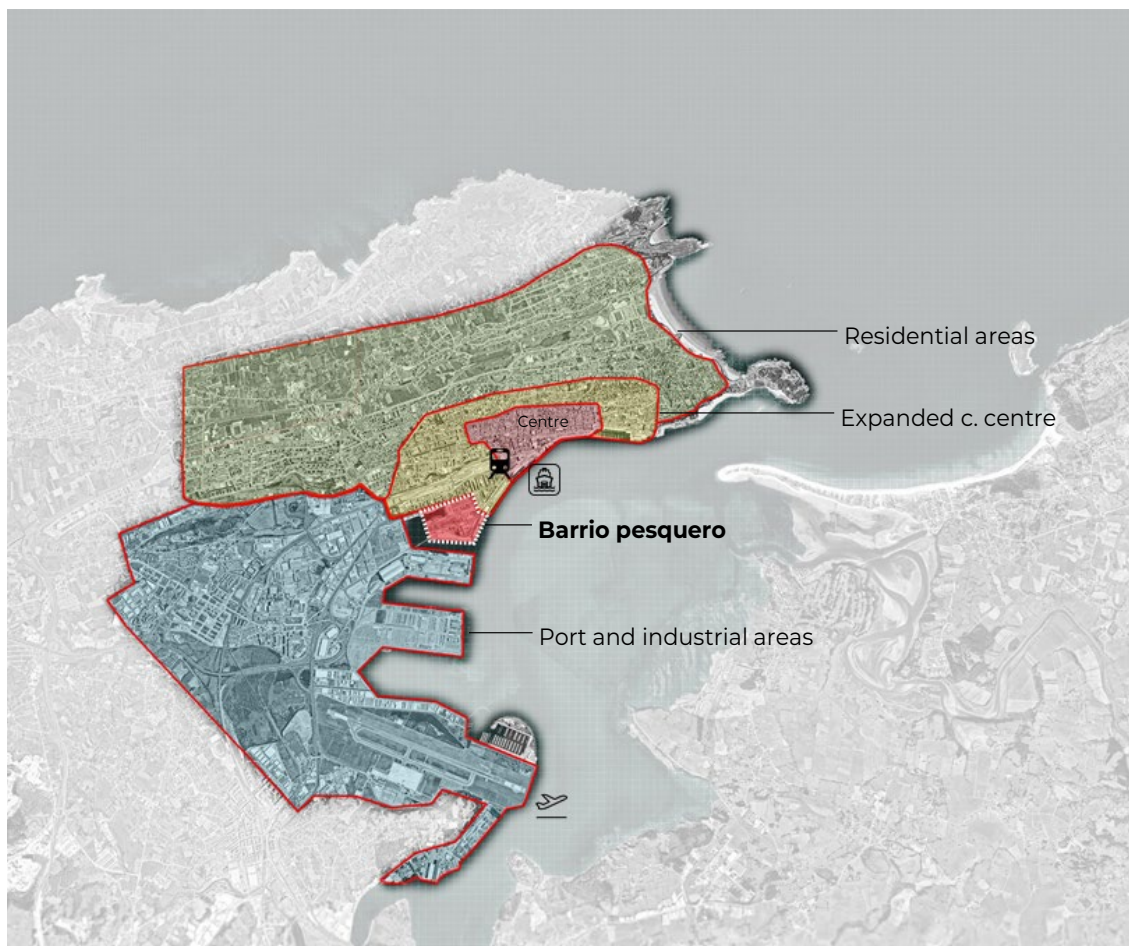 Residential areas
Centre
Expanded c. centre
Barrio pesquero
Port and industrial areas